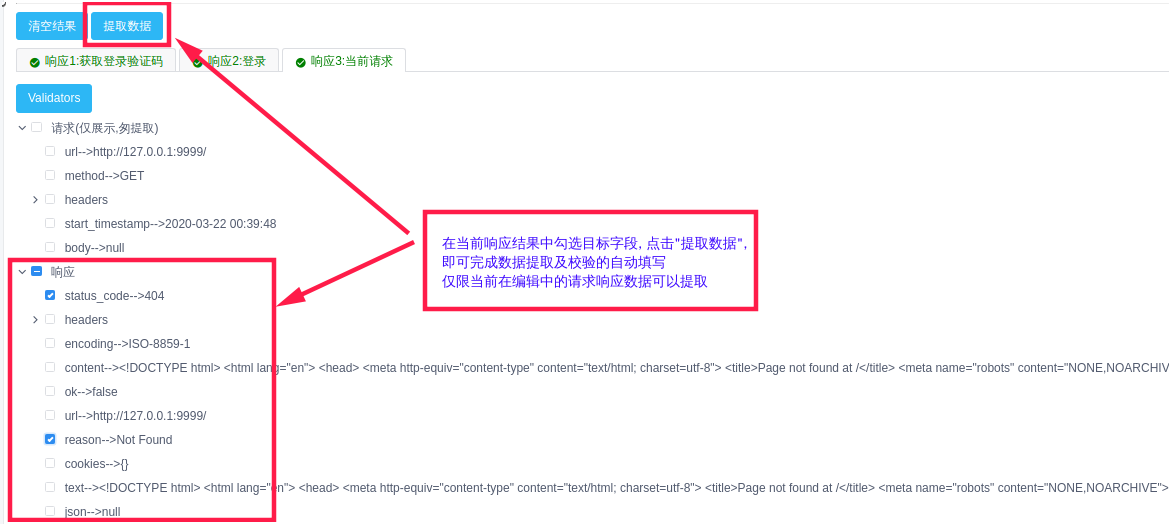 清空结果 提取数据
响应1:获取登录验证码 响应2:登录 响应3:当前请求
Validators
请求(仅展示,匆提取)
url-->http://127.0.0.1:9999/
method-->GET
headers
start_timestamp-->2020-03-22 00:39:48
body-->null
在当前响应结果中勾选目标字段, 点击"提取数据",
即可完成数据提取及校验的自动填写
仅限当前在编辑中的请求响应数据可以提取
响应
status_code-->404
headers
encoding-->ISO-8859-1
content--><!DOCTYPE html> <html lang="en"> <head> <meta http-equiv="content-type" content="text/html; charset=utf-8"> <title>Page not found at /</title> <meta name="robots" content="NONE,NOARCHIV
ok-->false
url-->http://127.0.0.1:9999/
reason-->Not Found
cookies-->{}
text--><!DOCTYPE html> <html lang="en"> <head> <meta http-equiv="content-type" content="text/html; charset=utf-8"> <title>Page not found at /</title> <meta name="robots" content="NONE,NOARCHIVE">
json-->null